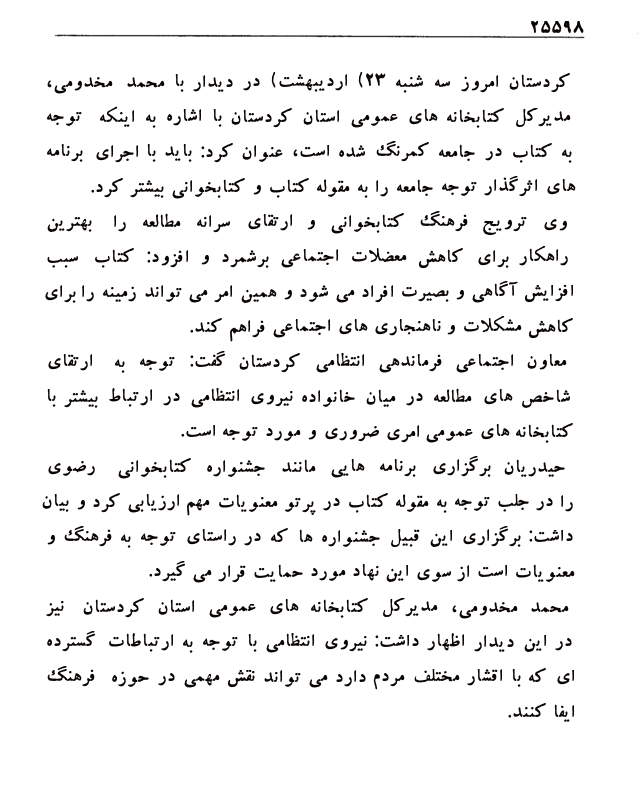 ۲۵۵۹۸
کردستان امروز سه شنبه ۲۳) اردیبهشت) در دیدار با محمد مخدومی،
مدیرکل کتابخانه های عمومی استان کردستان با اشاره به اینکه توجه
به کتاب در جامعه کمرنگ شده است، عنوان کرد: باید با اجرای برنامه
های اثرگذار توجه جامعه را به مقوله کتاب و کتابخوانی بیشتر کرد.
وی ترویج فرهنگ کتابخوانی و ارتقای سرانه مطالعه را بهترین
راهکار برای کاهش معضلات اجتماعی برشمرد و افزود: کتاب سبب
افزایش آگاهی و بصیرت افراد می شود و همین امر می تواند زمینه را برای
کاهش مشکلات و ناهنجاری های اجتماعی فراهم کند.
معاون اجتماعی فرماندهی انتظامی کردستان گفت: توجه به ارتقای
شاخص های مطالعه در میان خانواده نیروی انتظامی در ارتباط بیشتر با
کتابخانه های عمومی امری ضروری و مورد توجه است.
حیدریان برگزاری برنامه هایی مانند جشنواره کتابخوانی رضوی
را در جلب توجه به مقوله کتاب در پرتو معنویات مهم ارزیابی کرد و بیان
داشت: برگزاری این قبیل جشنواره ها که در راستای توجه به فرهنگ و
معنویات است از سوی این نهاد مورد حمایت قرار می گیرد.
محمد مخدومی، مدیرکل کتابخانه های عمومی استان کردستان نیز
در این دیدار اظهار داشت: نیروی انتظامی با توجه به ارتباطات گسترده
ای که با اقشار مختلف مردم دارد می تواند نقش مهمی در حوزه فرهنگ
ایفا کنند.